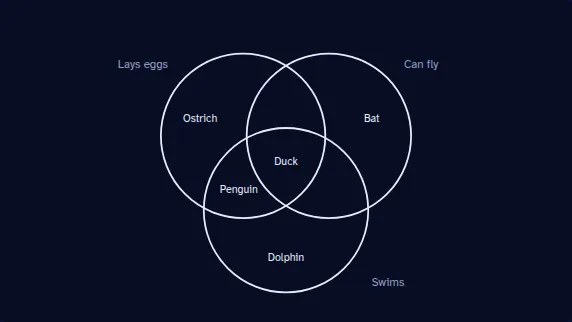 Lays eggs
Can fly
Ostrich
Bat
Duck
Penguin
Dolphin
Swims